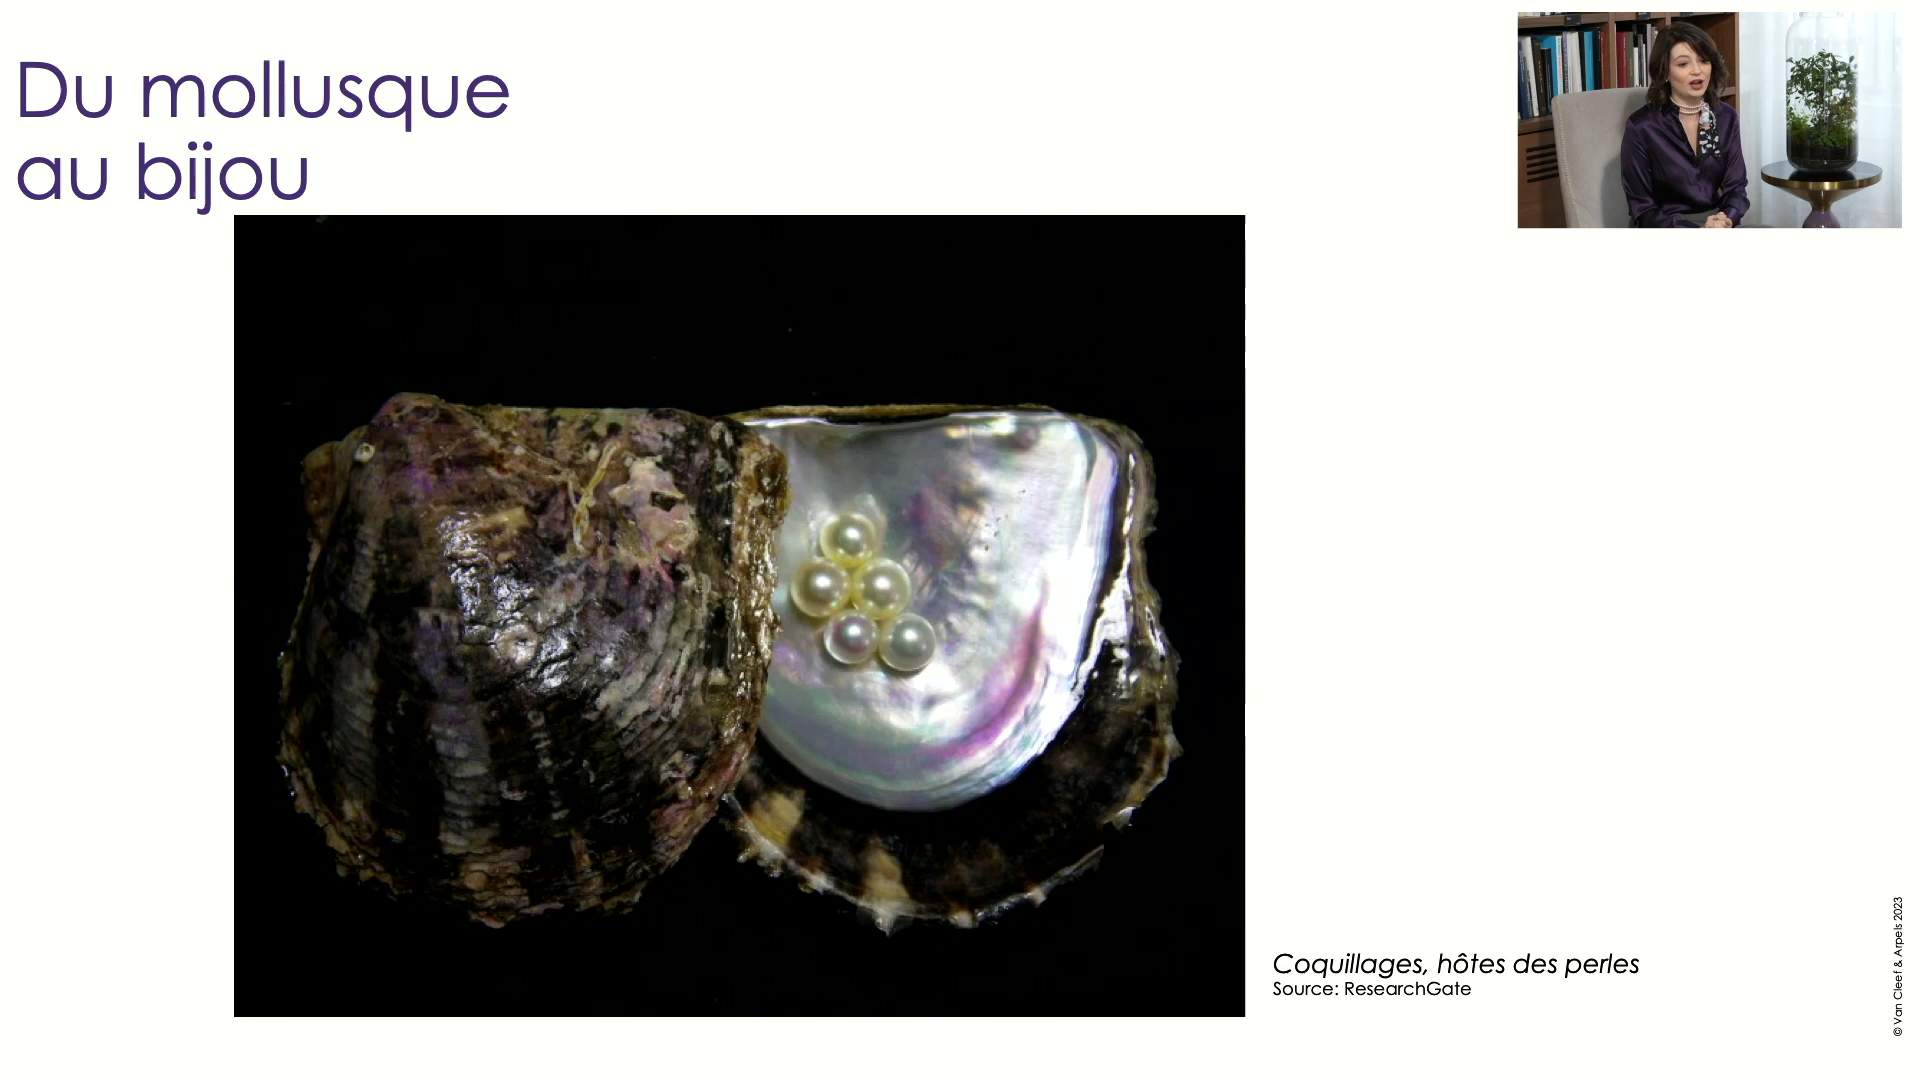 Du mollusque
au bijou
Coquillages, hôtes des perles
Source: ResearchGate
© Van Cleef & Arpels 2023